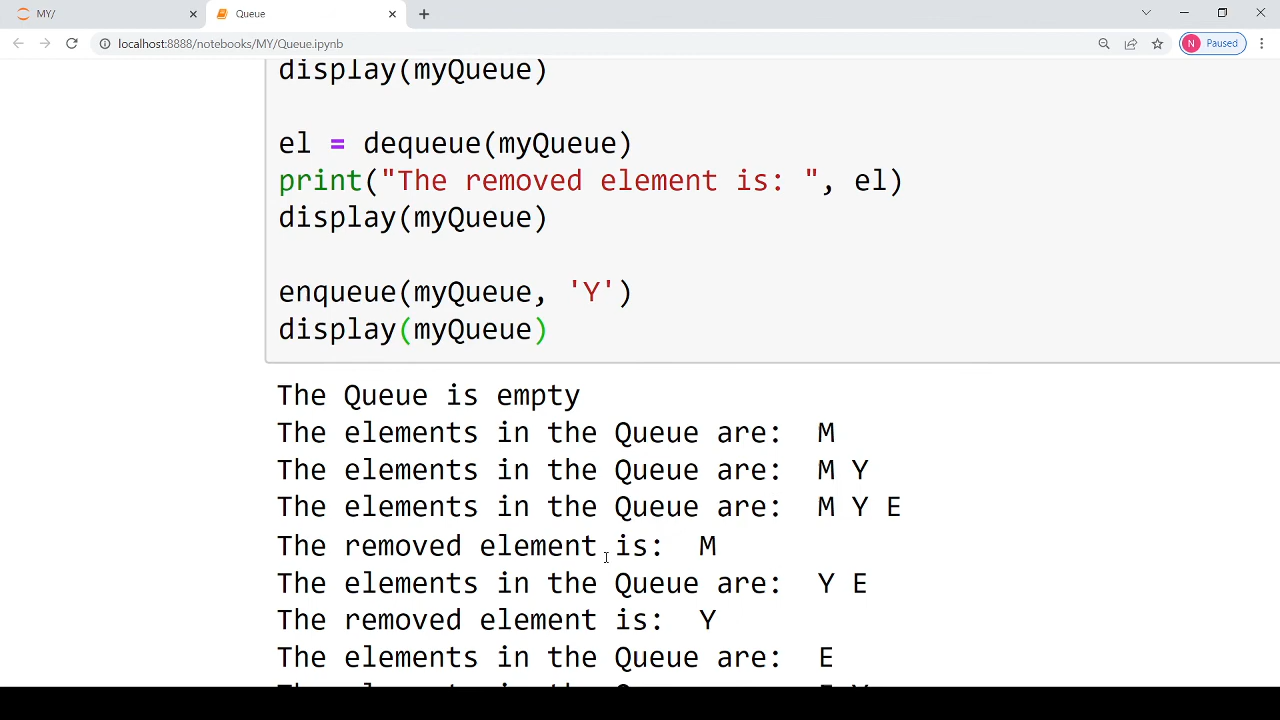 MY/
Queue
localhost:8888/notebooks/MY/Queue.ipynb
N Paused
display(myQueue)
el = dequeue(myQueue)
print("The removed element is: ", el)
display(myQueue)
enqueue(myQueue, 'Y')
display(myQueue)
The Queue is empty
The elements in the Queue are:  M
The elements in the Queue are:  M Y
The elements in the Queue are:  M Y E
The removed element is:  M
The elements in the Queue are:  Y E
The removed element is:  Y
The elements in the Queue are:  E